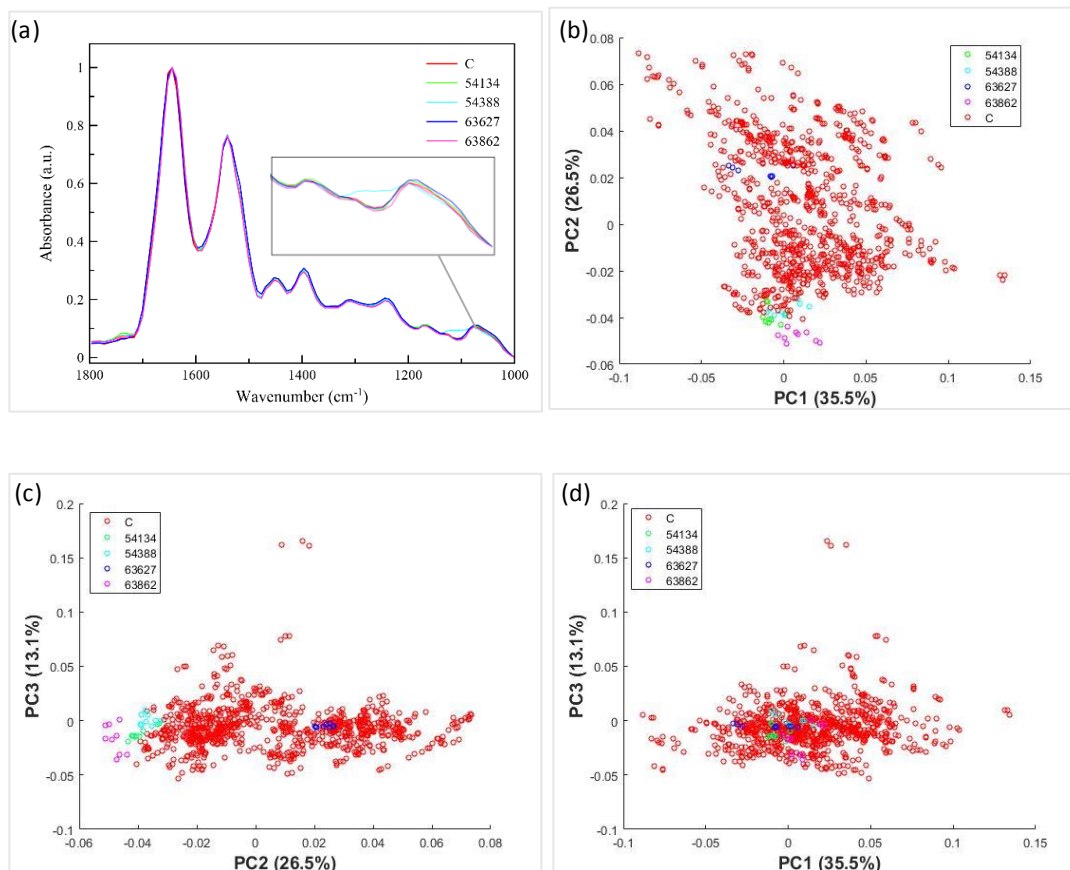 (a)
C
54134
54388
63627
63862
1
0.8
0.6
0.4
0.2
0
Absorbance (a.u.)
1800 1600 1400 1200 1000
Wavenumber (cm-1)
(b)
54134
54388
63627
63862
C
0.08
0.06
0.04
0.02
0
-0.02
-0.04
-0.06
PC2 (26.5%)
-0.1 -0.05 0 0.05 0.1 0.15
PC1 (35.5%)
(c)
C
54134
54388
63627
63862
0.2
0.15
0.1
0.05
0
-0.05
-0.1
PC3 (13.1%)
-0.06 -0.04 -0.02 0 0.02 0.04 0.06 0.08
PC2 (26.5%)
(d)
C
54134
54388
63627
63862
0.2
0.15
0.1
0.05
0
-0.05
-0.1
PC3 (13.1%)
-0.1 -0.05 0 0.05 0.1 0.15
PC1 (35.5%)